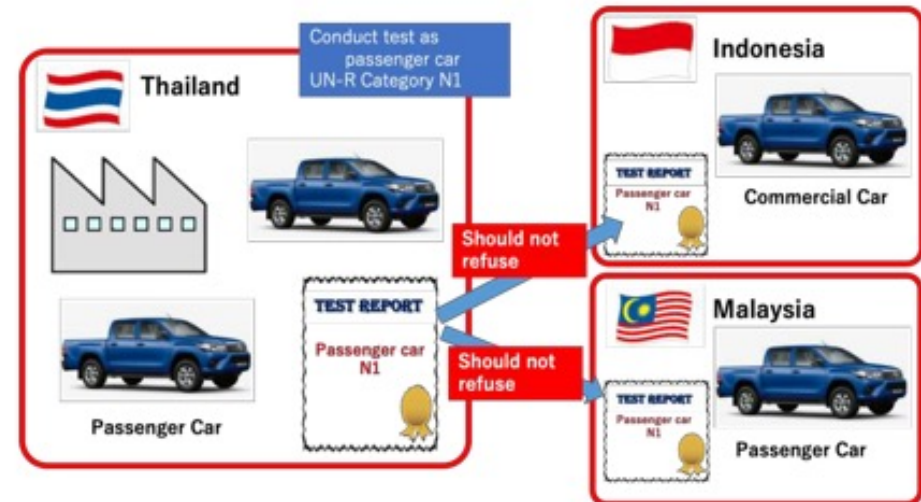 Conduct test as
passenger car
UN-R Category N1
Thailand
TEST REPORT
Passenger car
N1
Passenger Car
Should not
refuse
Should not
refuse
Indonesia
TEST REPORT
Passenger car
N1
Commercial Car
Malaysia
TEST REPORT
Passenger car
N1
Passenger Car